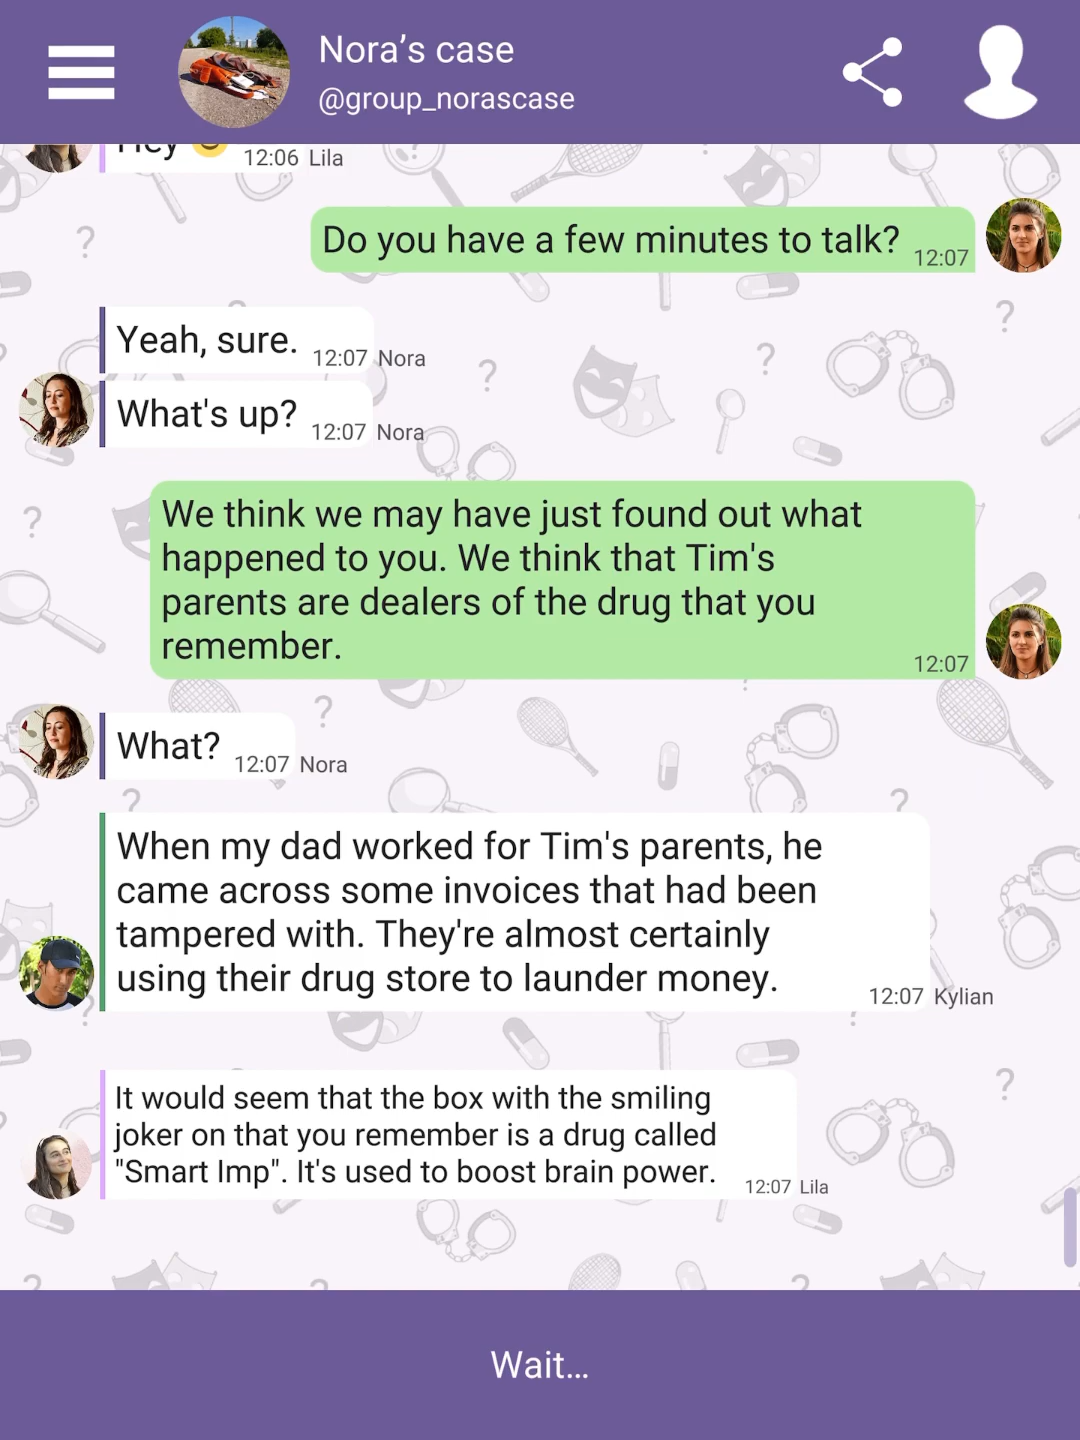 Nora’s case
@group_norascase
Hey
12:06 Lila
Do you have a few minutes to talk?
12:07
Yeah, sure.
12:07 Nora
What's up?
12:07 Nora
We think we may have just found out what
happened to you. We think that Tim's
parents are dealers of the drug that you
remember.
12:07
What?
12:07 Nora
When my dad worked for Tim's parents, he
came across some invoices that had been
tampered with. They're almost certainly
using their drug store to launder money.
12:07 Kylian
It would seem that the box with the smiling
joker on that you remember is a drug called
"Smart Imp". It's used to boost brain power.
12:07 Lila
Wait...